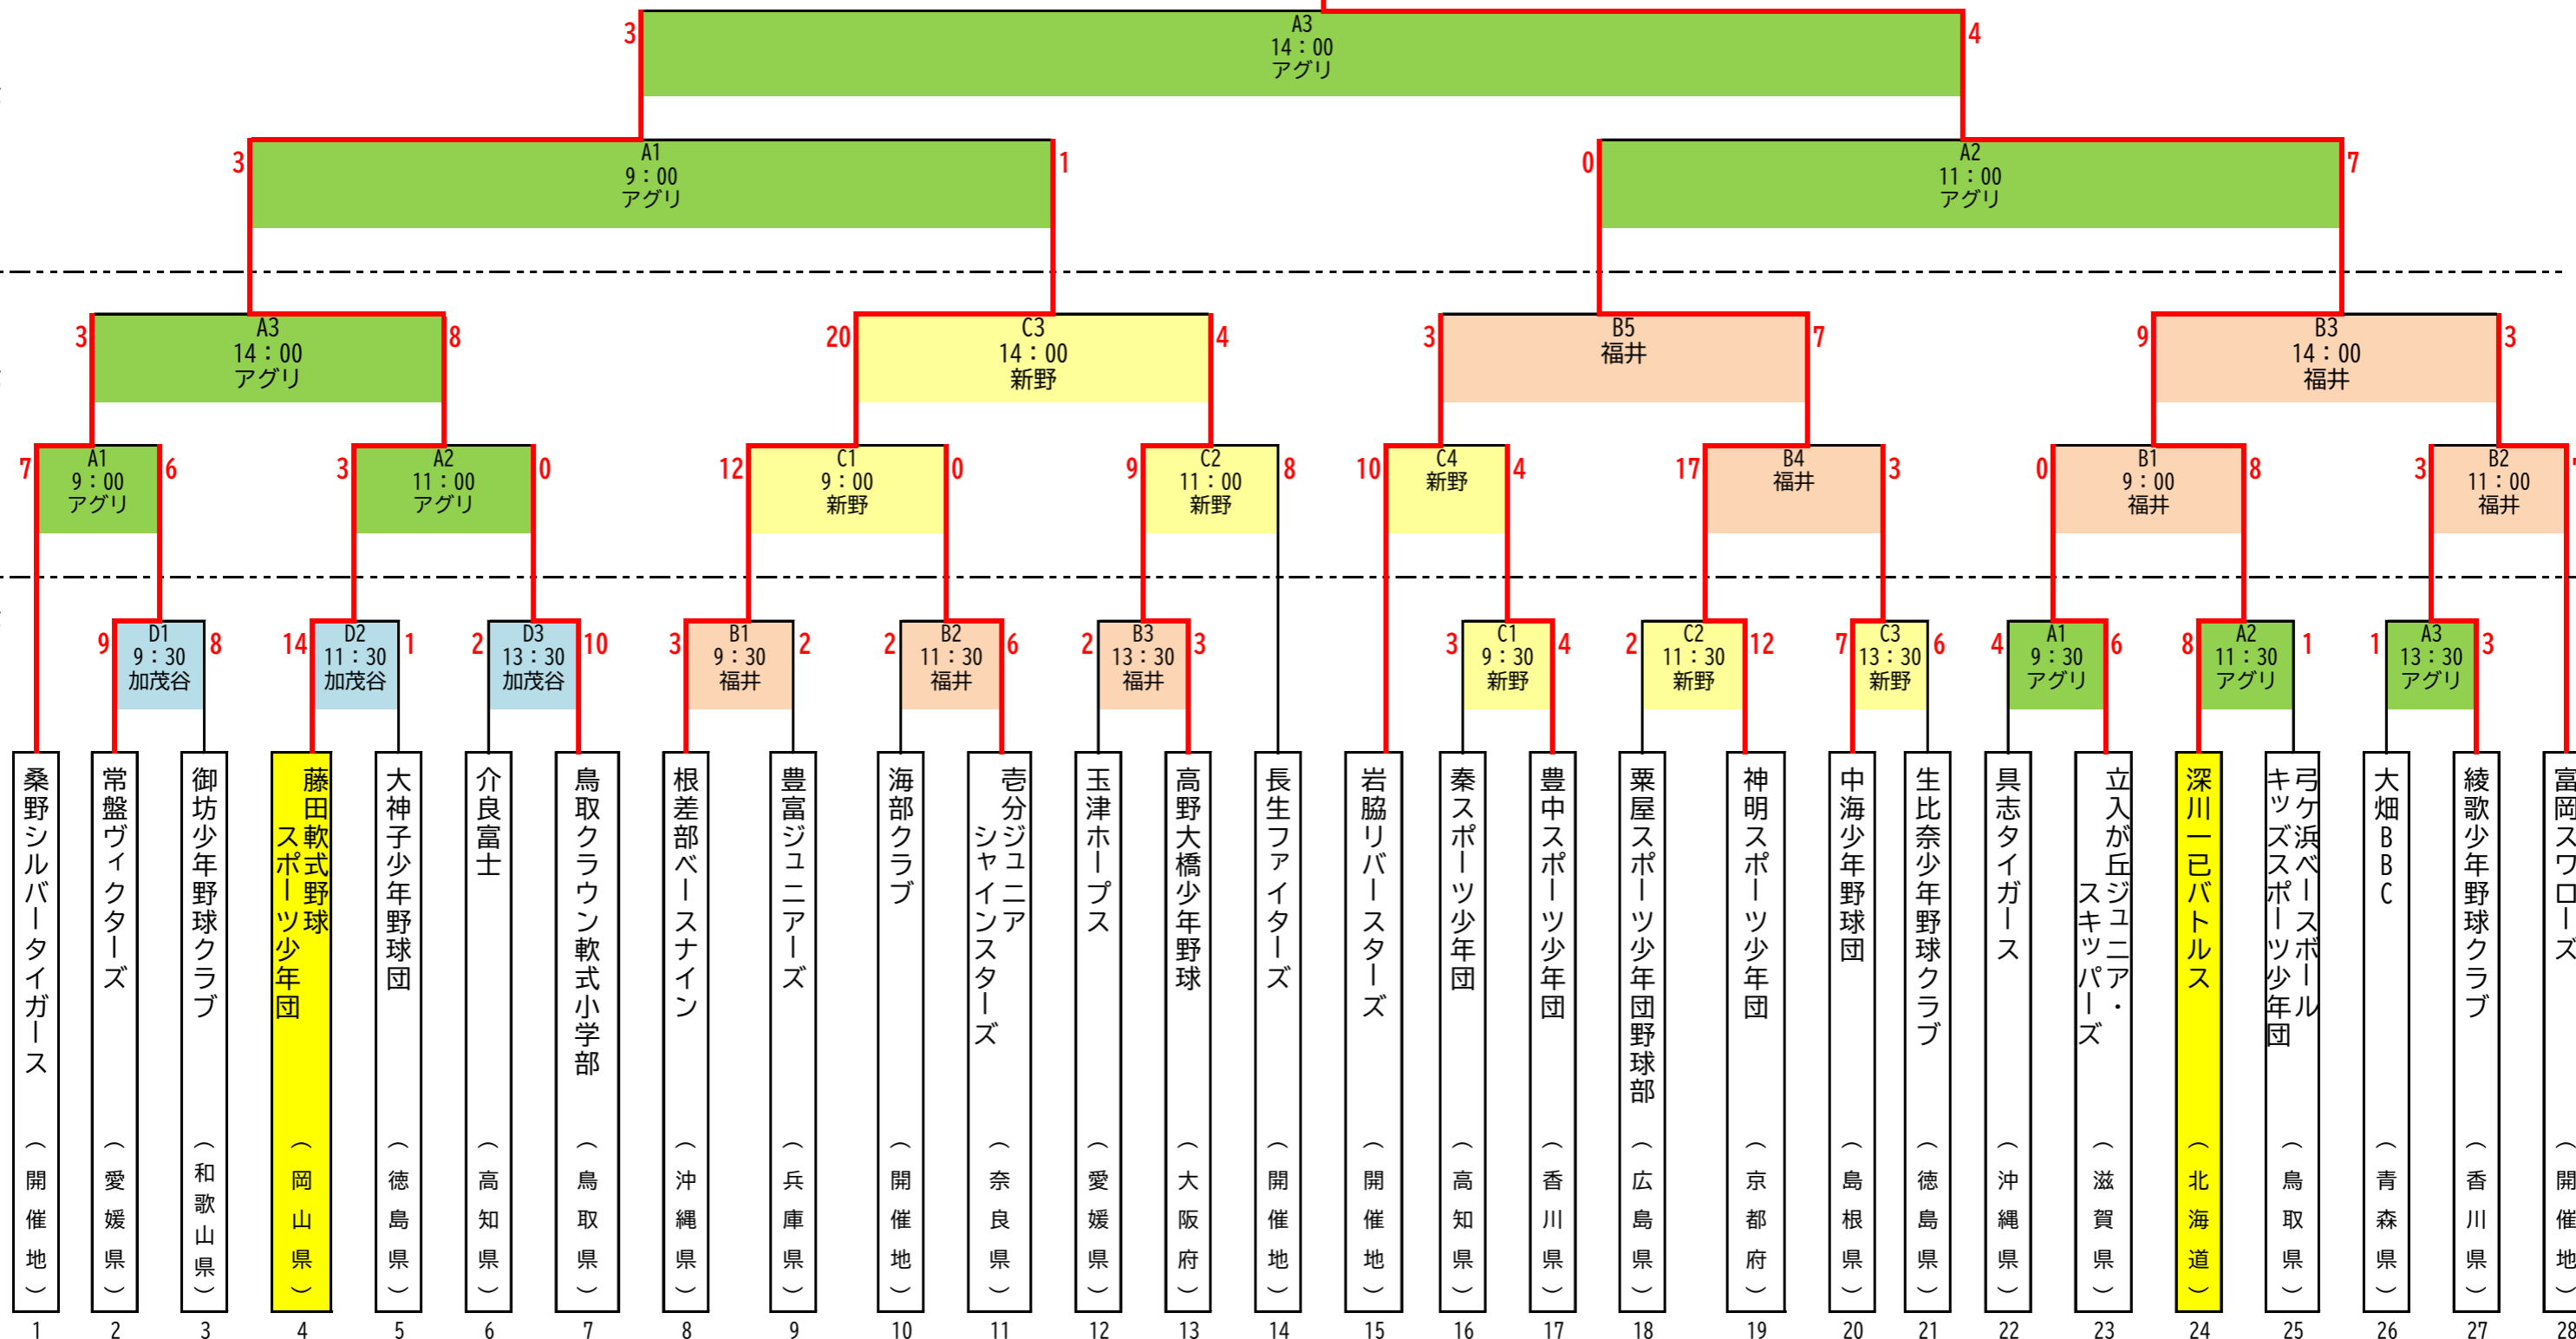 3
A3
14：00
アグリ
4
3
A1
9：00
アグリ
1
0
A2
11：00
アグリ
7
3
A3
14：00
アグリ
8
20
C3
14：00
新野
4
3
B5
福井
7
9
B3
14：00
福井
3
7
A1
9：00
アグリ
6
3
A2
11：00
アグリ
0
12
C1
9：00
新野
0
9
C2
11：00
新野
8
10
C4
新野
4
17
B4
福井
3
0
B1
9：00
福井
8
3
B2
11：00
福井
9
D1
9：30
加茂谷
8
14
D2
11：30
加茂谷
1
2
D3
13：30
加茂谷
10
3
B1
9：30
福井
2
2
B2
11：30
福井
6
2
B3
13：30
福井
3
3
C1
9：30
新野
4
2
C2
11：30
新野
12
7
C3
13：30
新野
6
4
A1
9：30
アグリ
6
8
A2
11：30
アグリ
1
1
A3
13：30
アグリ
3
桑野シルバータイガース
（開催地）
1
常盤ヴィクターズ
（愛媛県）
2
御坊少年野球クラブ
（和歌山県）
3
藤田軟式野球
スポーツ少年団
（岡山県）
4
大神子少年野球団
（徳島県）
5
介良富士
（高知県）
6
鳥取クラウン軟式小学部
（鳥取県）
7
根差部ベースナイン
（沖縄県）
8
豊富ジュニアーズ
（兵庫県）
9
海部クラブ
（開催地）
10
壱分ジュニア
シャインスターズ
（奈良県）
11
玉津ホープス
（愛媛県）
12
高野大橋少年野球
（大阪府）
13
長生ファイターズ
（開催地）
14
岩脇リバースターズ
（開催地）
15
秦スポーツ少年団
（高知県）
16
豊中スポーツ少年団
（香川県）
17
粟屋スポーツ少年団野球部
（広島県）
18
神明スポーツ少年団
（京都府）
19
中海少年野球団
（島根県）
20
生比奈少年野球クラブ
（徳島県）
21
具志タイガース
（沖縄県）
22
立入が丘ジュニア・
スキッパーズ
（滋賀県）
23
深川一已バトルス
（北海道）
24
弓ケ浜ベースボール
キッズスポーツ少年団
（鳥取県）
25
大畑BBC
（青森県）
26
綾歌少年野球クラブ
（香川県）
27
富岡スワローズ
（開催地）
28